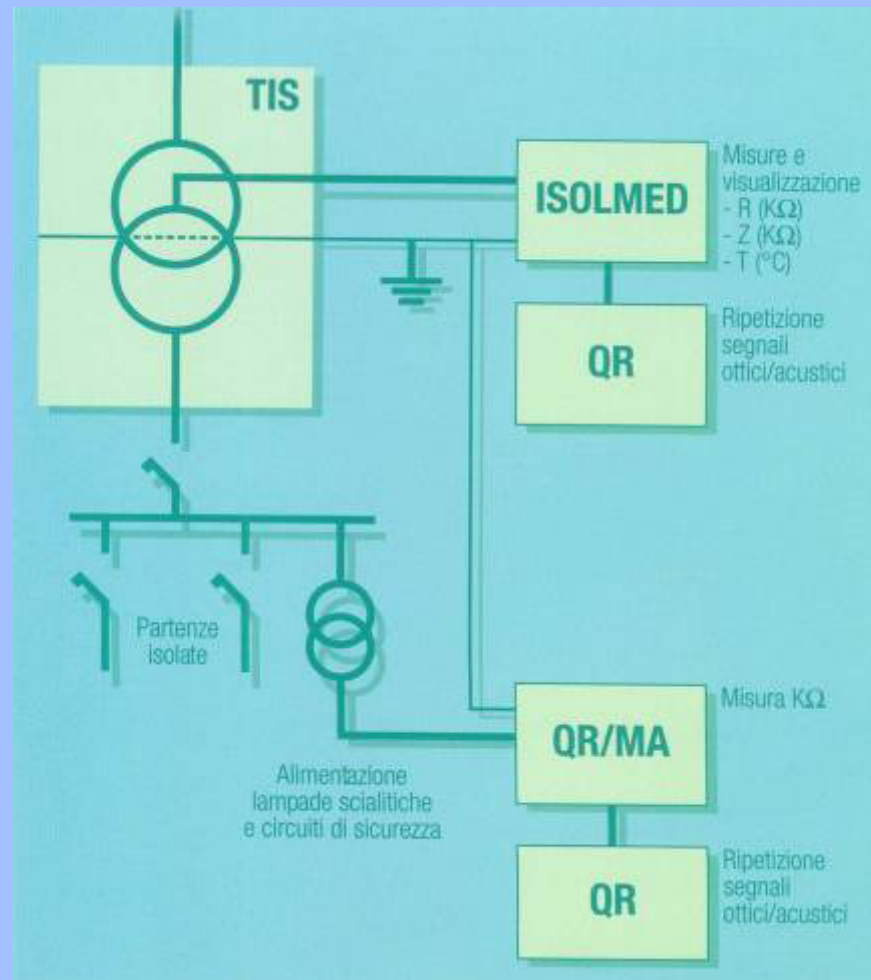 TIS
ISOLMED
Misure e
visualizzazione
- R (KΩ)
- Z (KΩ)
- T (°C)
QR
Ripetizione
segnali
ottici/acustici
Partenze
isolate
Alimentazione
lampade scialitiche
e circuiti di sicurezza
QR/MA
Misura KΩ
QR
Ripetizione
segnali
ottici/acustici